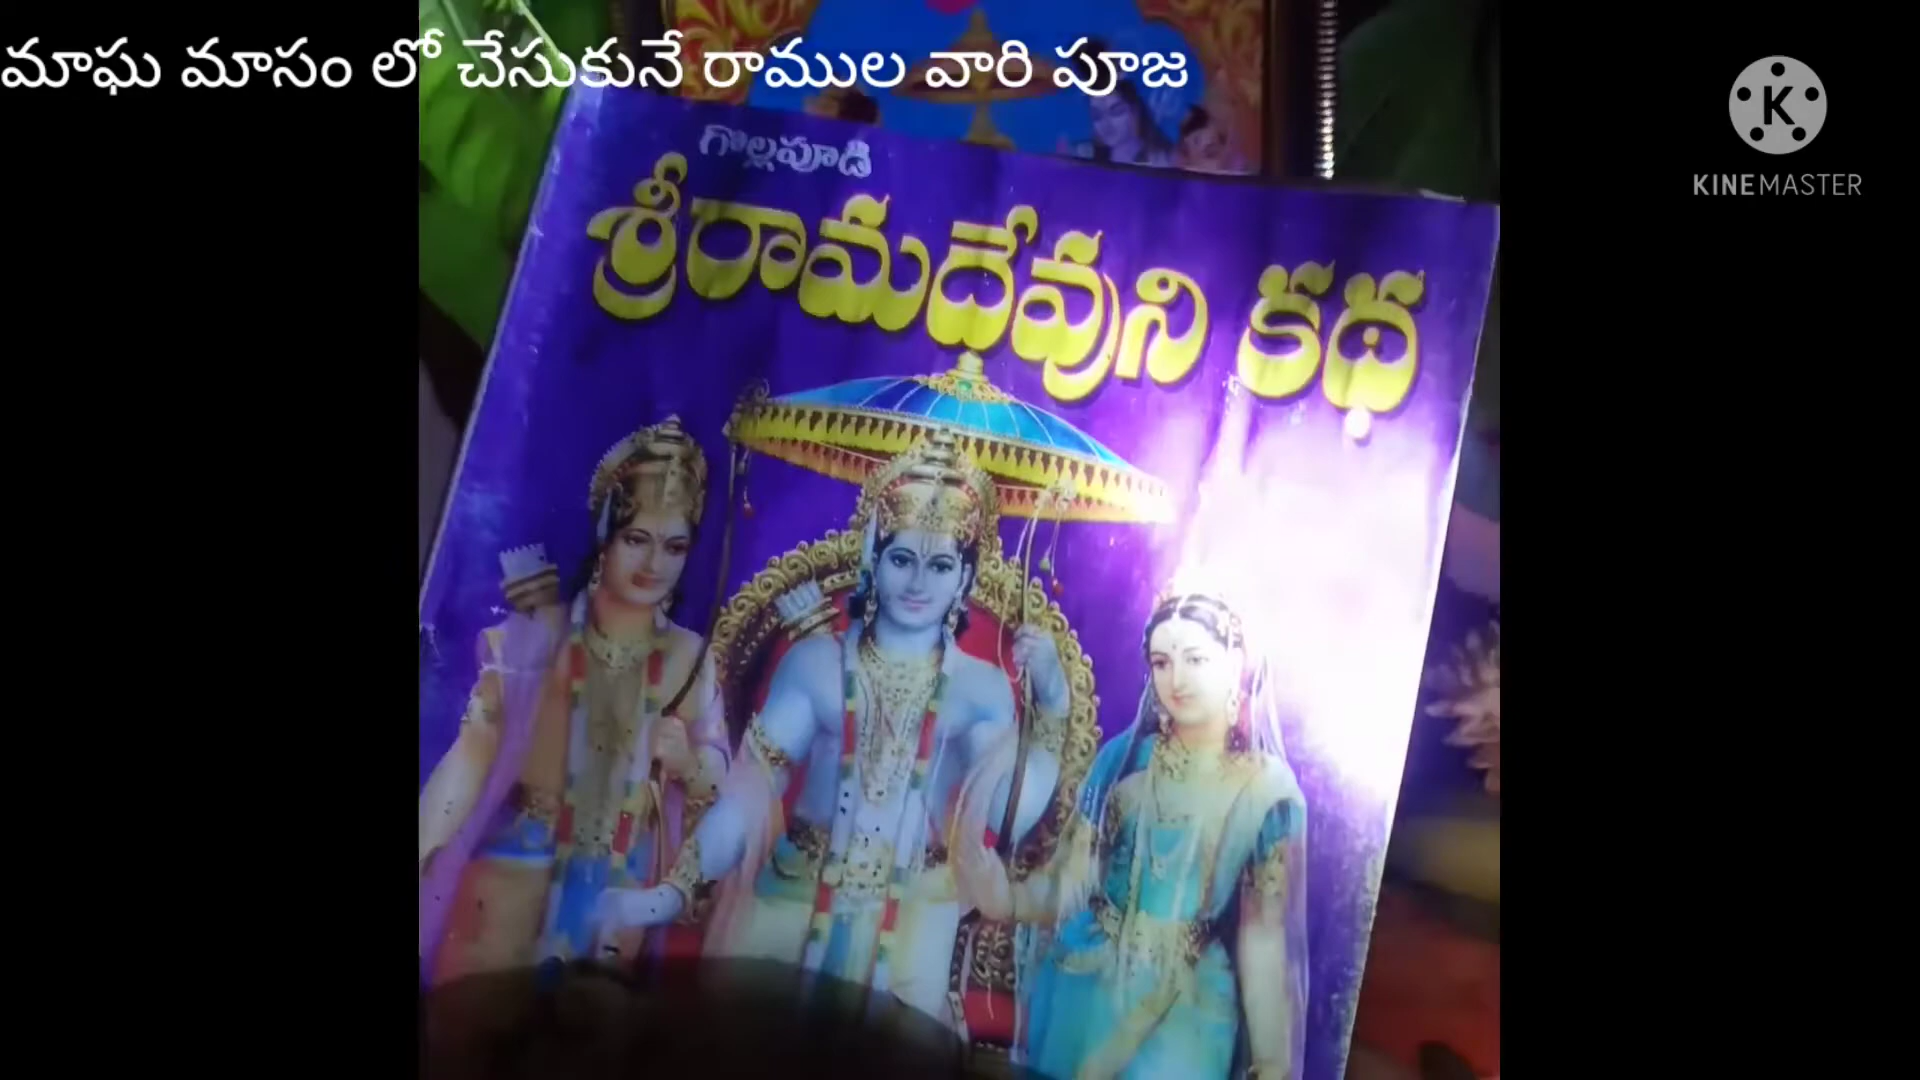 మాఘ మాసం లో చేసుకునే రాముల వారి పూజ
గొల్లపూడి
శ్రీరామదేవుని కథ
K
KINEMASTER